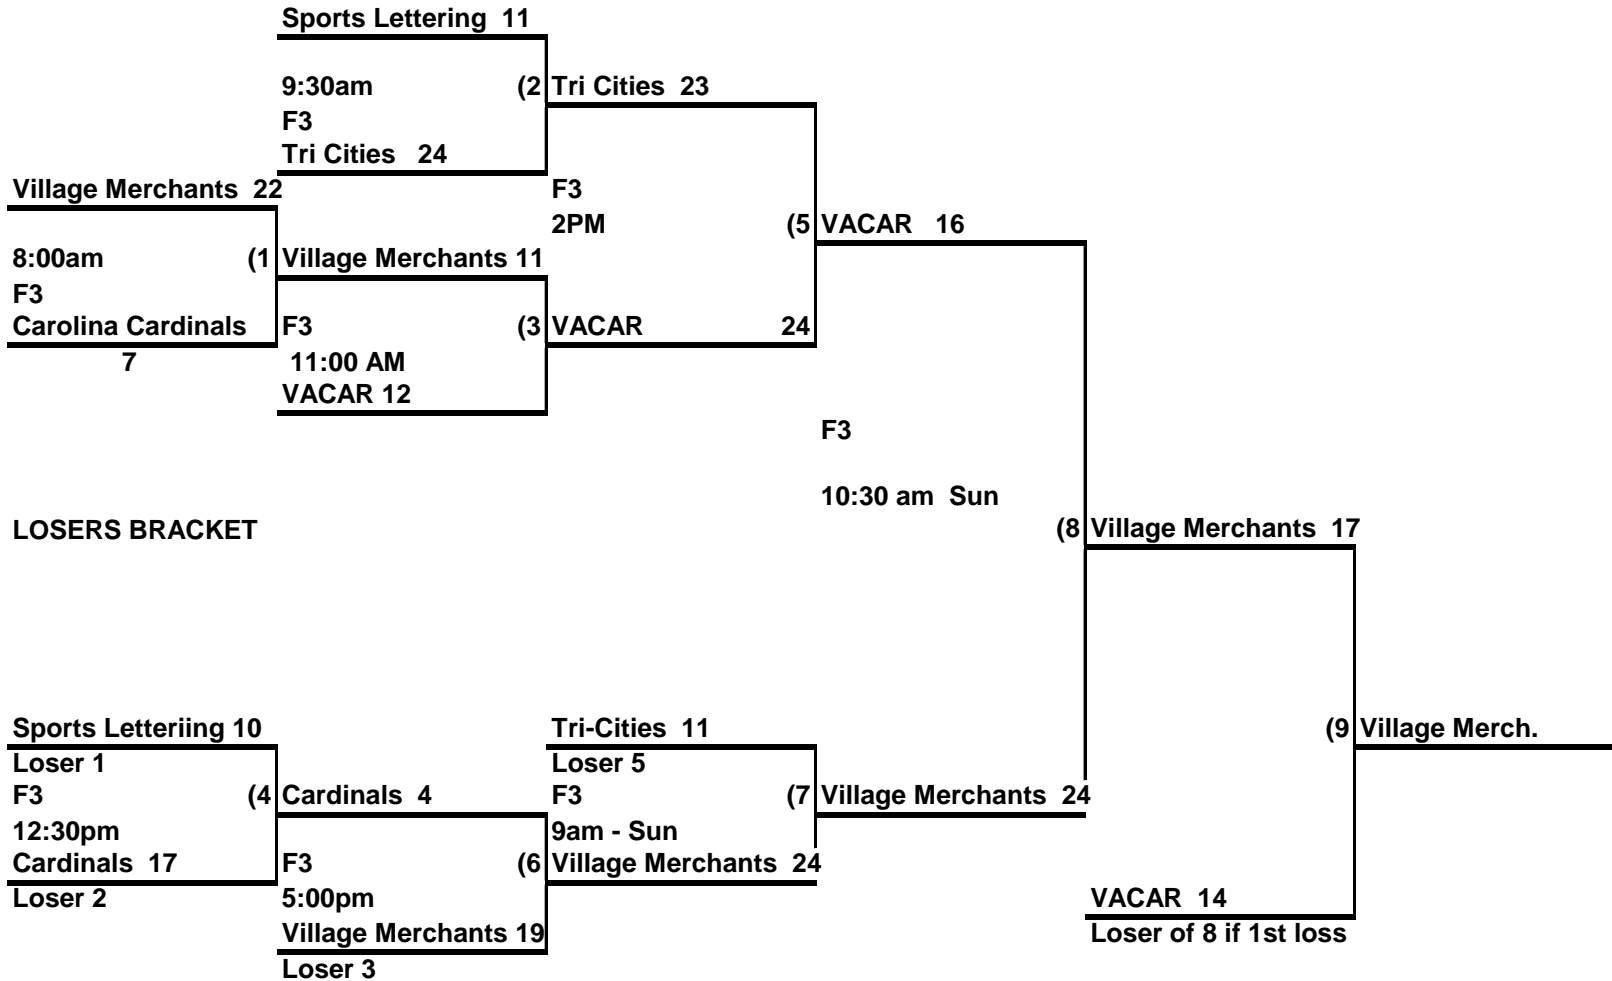 Sports Lettering 11
9:30am (2 Tri Cities 23
F3
Tri Cities 24
Village Merchants 22 F3
2PM (5 VACAR 16
8:00am (1 Village Merchants 11
F3
Carolina Cardinals F3 (3 VACAR 24
7 11:00 AM
VACAR 12
F3
10:30 am Sun
LOSERS BRACKET (8 Village Merchants 17
Sports Letteriing 10 Tri-Cities 11 (9 Village Merch.
Loser 1 Loser 5
F3 (4 Cardinals 4 F3 (7 Village Merchants 24
12:30pm 9am - Sun
Cardinals 17 F3 (6 Village Merchants 24
Loser 2 5:00pm VACAR 14
Village Merchants 19 Loser of 8 if 1st loss
Loser 3